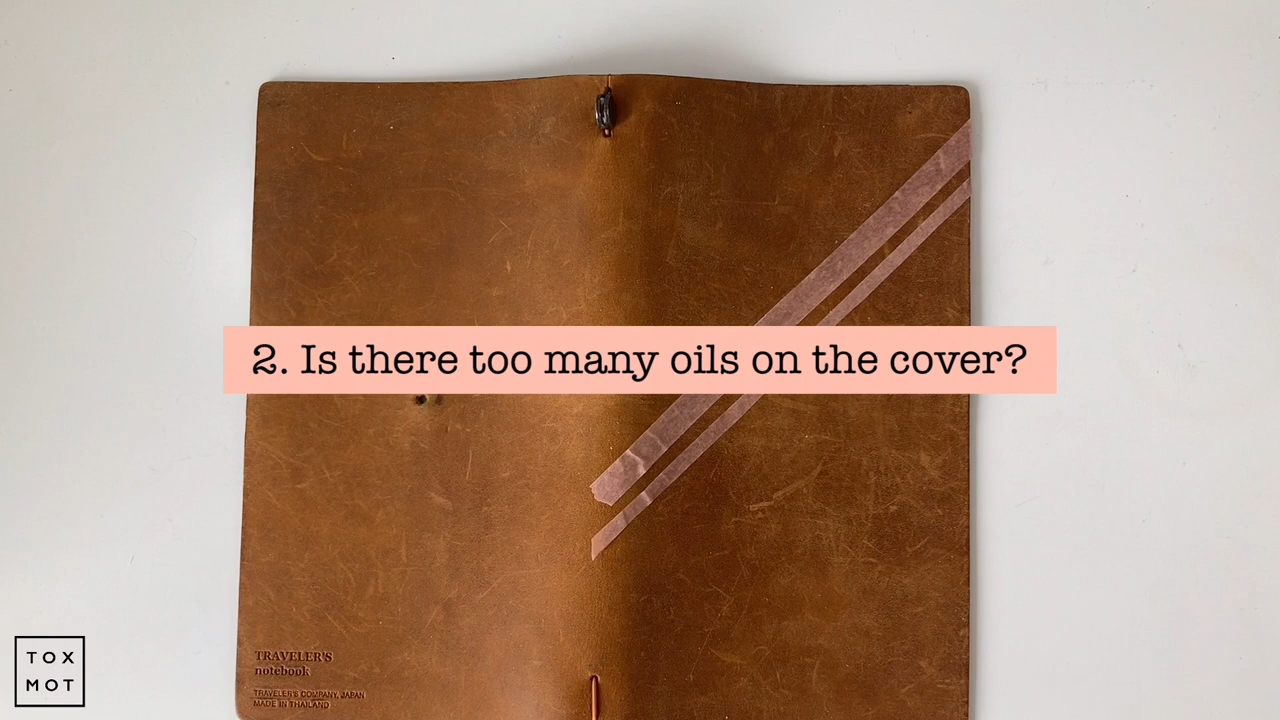 2. Is there too many oils on the cover?
TRAVELER'S
notebook
TRAVELER'S COMPANY, JAPAN
MADE IN THAILAND
TOX
MOT